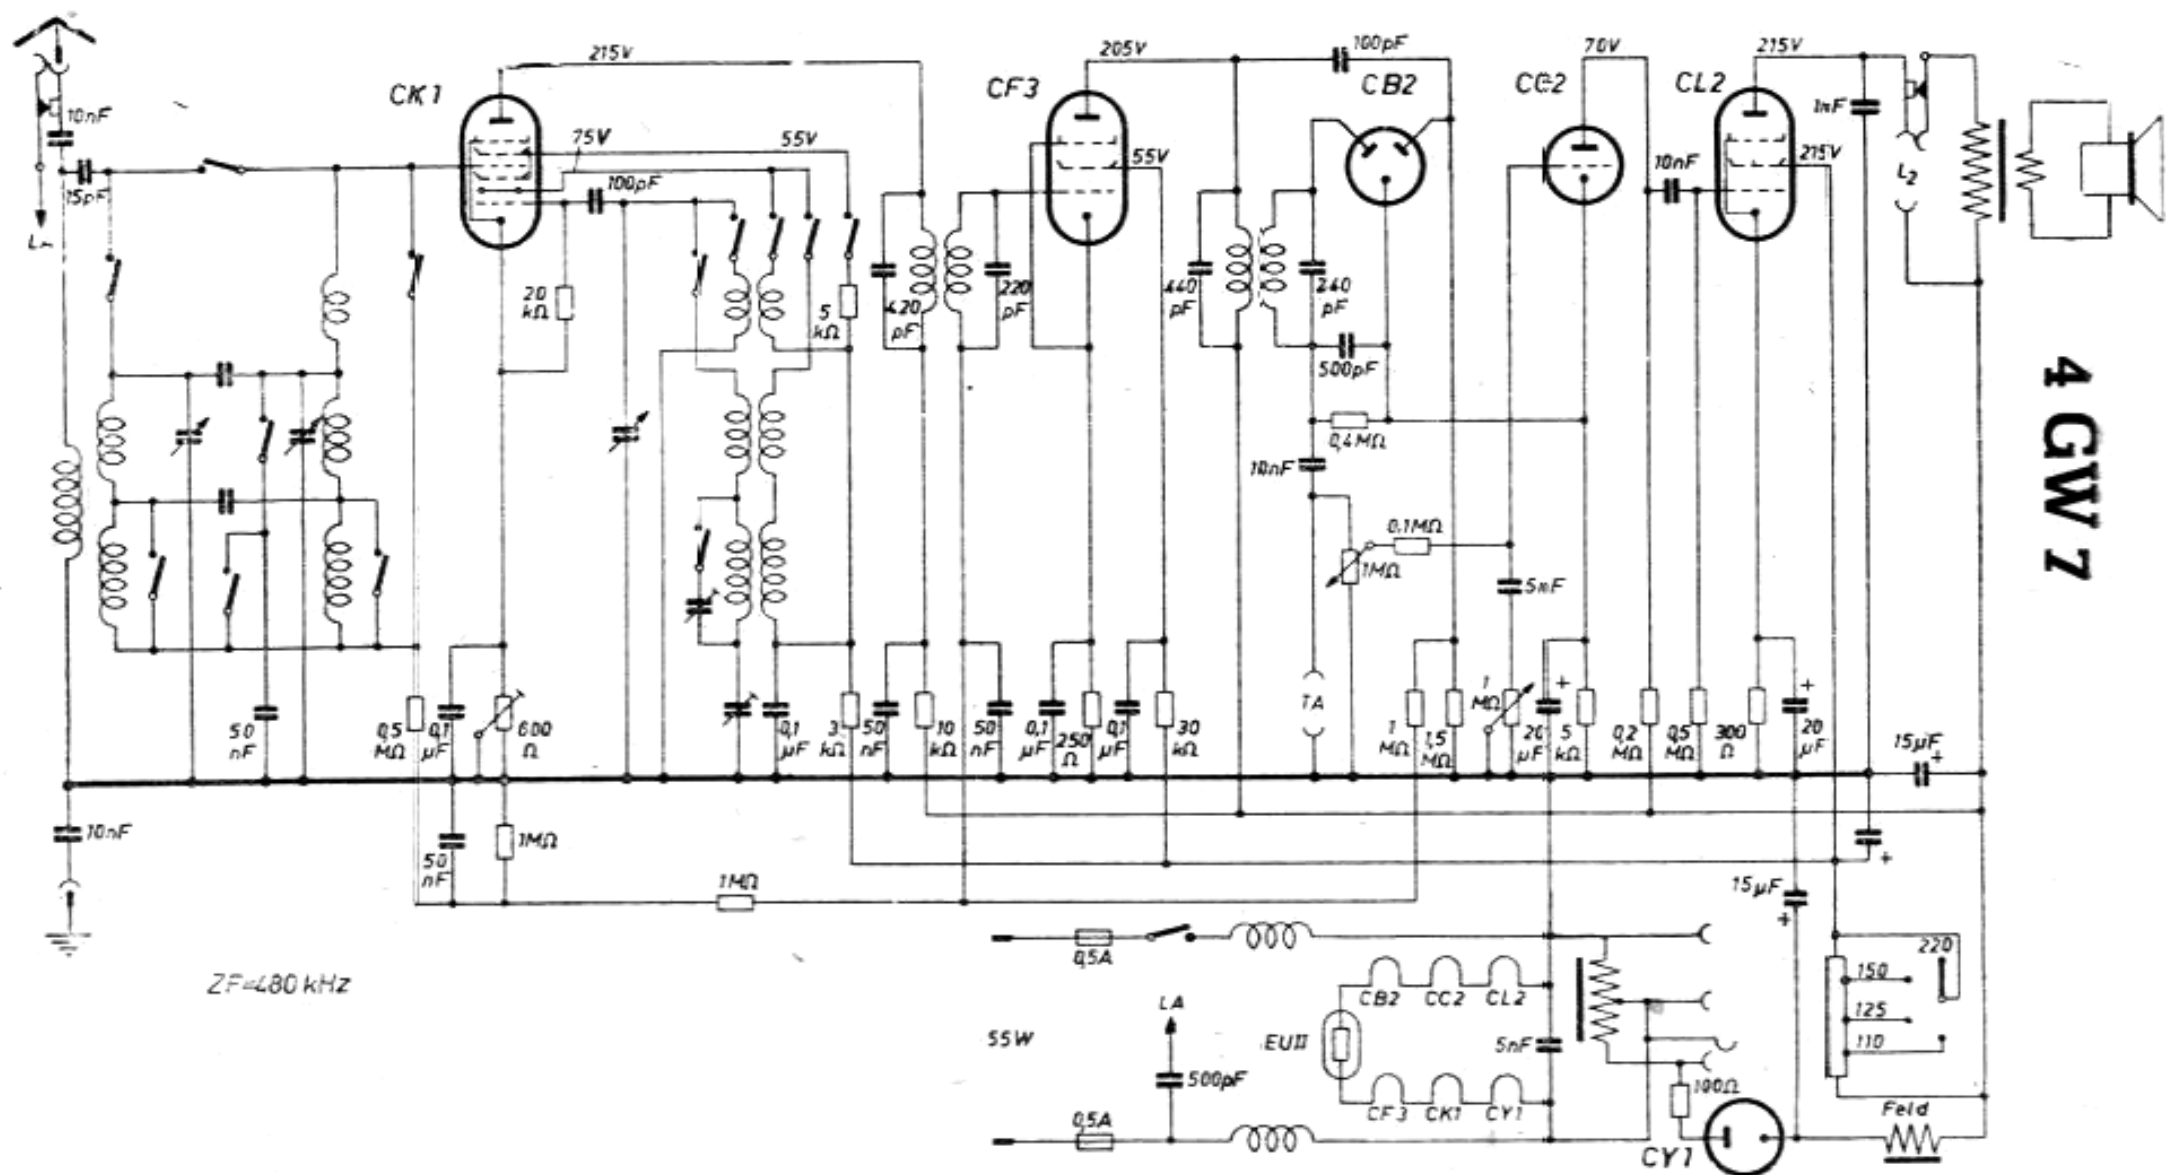 215V
205V
100pF
70V
215V
CK1
CF3
CB2
CC2
CL2
10nF
75V
55V
55V
10nF
215V
1nF
L2
15pF
100pF
20
kΩ
5
kΩ
420
pF
220
pF
440
pF
240
pF
500pF
0,4MΩ
10nF
0,1MΩ
1MΩ
5nF
4 GW 7
50
nF
0,5
MΩ
0,1
µF
600
Ω
0,1
µF
3
kΩ
50
nF
10
kΩ
50
nF
0,1
µF
250
Ω
0,1
µF
30
kΩ
TA
1
MΩ
1,5
MΩ
1
MΩ
20
µF
5
kΩ
0,2
MΩ
0,5
MΩ
300
Ω
20
µF
15µF
10nF
50
nF
1MΩ
1MΩ
15µF
ZF=480 kHz
0,5A
CB2
CC2
CL2
55W
LA
EUII
5nF
500pF
CF3
CK1
CY1
0,5A
100Ω
CY1
220
150
125
110
Feld